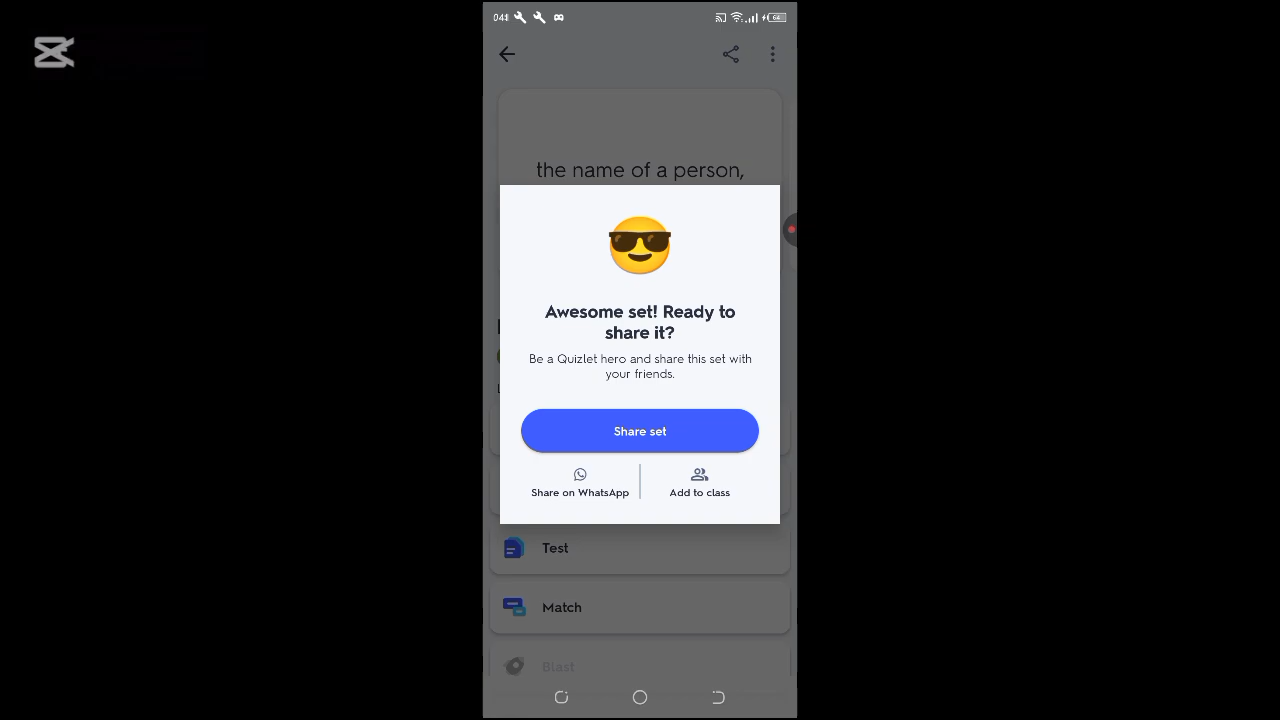 the name of a person,
Awesome set! Ready to
share it?
Be a Quizlet hero and share this set with
your friends.
Share set
Share on WhatsApp
Add to class
Test
Match
Blast